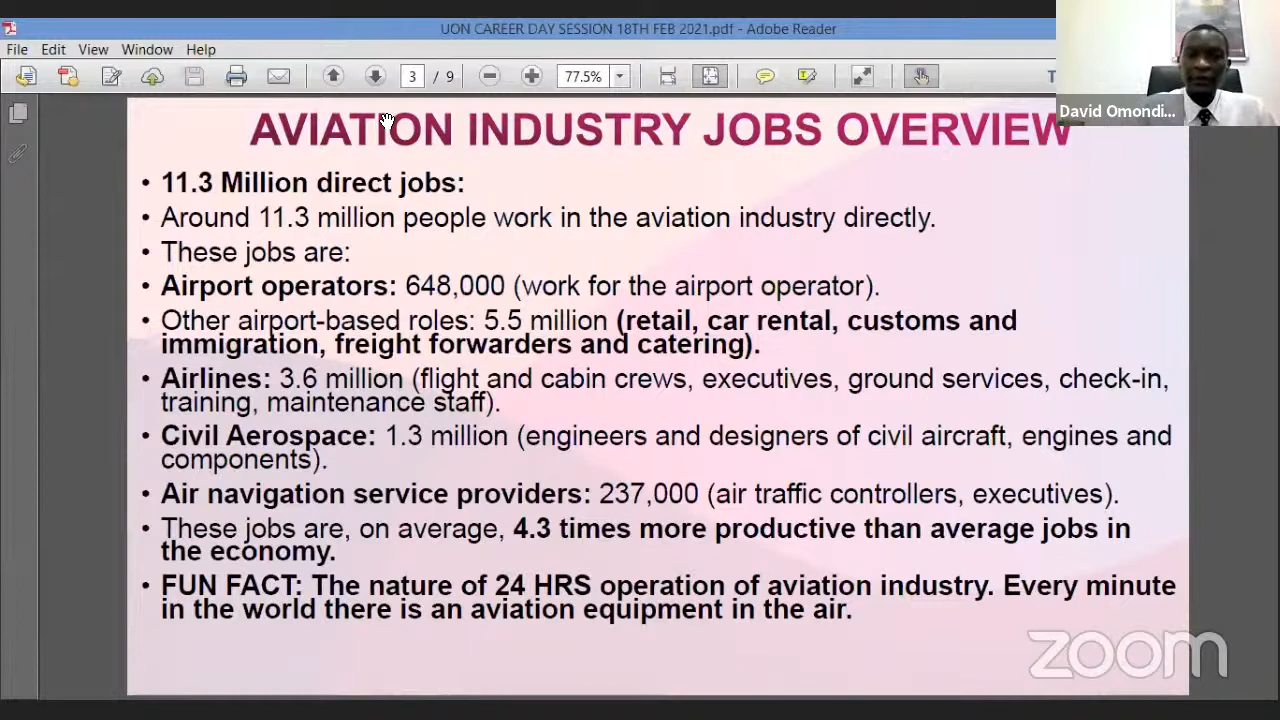 UON CAREER DAY SESSION 18TH FEB 2021.pdf - Adobe Reader
File Edit View Window Help
3 / 9 77.5% T
David Omondi...
AVIATION INDUSTRY JOBS OVERVIEW
• 11.3 Million direct jobs:
• Around 11.3 million people work in the aviation industry directly.
• These jobs are:
• Airport operators: 648,000 (work for the airport operator).
• Other airport-based roles: 5.5 million (retail, car rental, customs and
immigration, freight forwarders and catering).
• Airlines: 3.6 million (flight and cabin crews, executives, ground services, check-in,
training, maintenance staff).
• Civil Aerospace: 1.3 million (engineers and designers of civil aircraft, engines and
components).
• Air navigation service providers: 237,000 (air traffic controllers, executives).
• These jobs are, on average, 4.3 times more productive than average jobs in
the economy.
• FUN FACT: The nature of 24 HRS operation of aviation industry. Every minute
in the world there is an aviation equipment in the air.
zoom